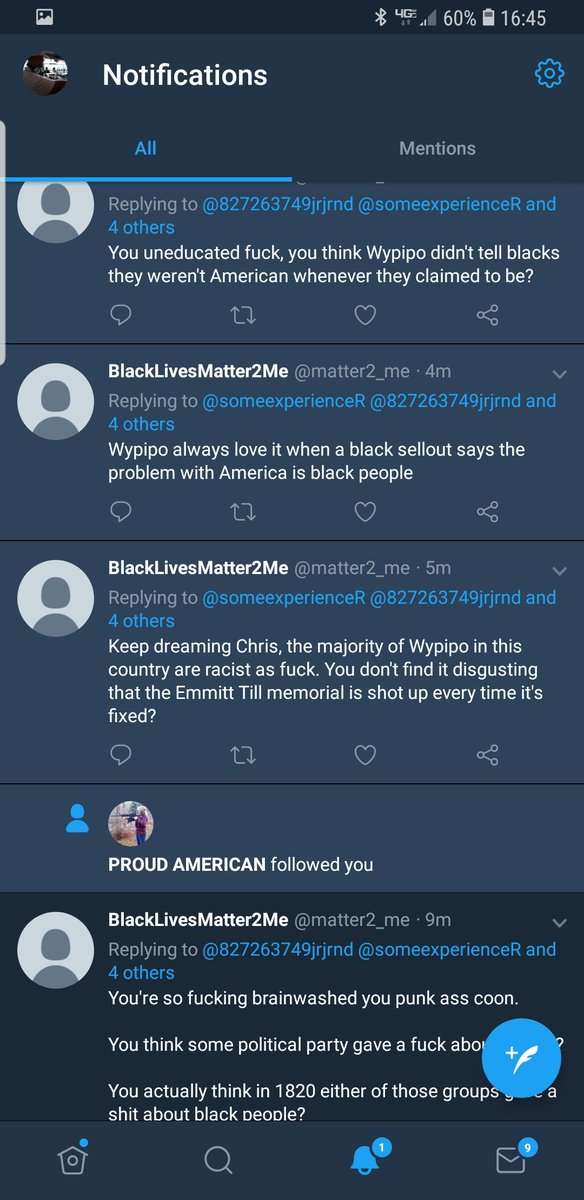 4GE 60% 16:45
Notifications
All Mentions
Replying to @827263749jrjrnd @someexperienceR and
4 others
You uneducated fuck, you think Wypipo didn't tell blacks
they weren't American whenever they claimed to be?
BlackLivesMatter2Me @matter2_me · 4m
Replying to @someexperienceR @827263749jrjrnd and
4 others
Wypipo always love it when a black sellout says the
problem with America is black people
BlackLivesMatter2Me @matter2_me · 5m
Replying to @someexperienceR @827263749jrjrnd and
4 others
Keep dreaming Chris, the majority of Wypipo in this
country are racist as fuck. You don't find it disgusting
that the Emmitt Till memorial is shot up every time it's
fixed?
PROUD AMERICAN followed you
BlackLivesMatter2Me @matter2_me · 9m
Replying to @827263749jrjrnd @someexperienceR and
4 others
You're so fucking brainwashed you punk ass coon.
You think some political party gave a fuck
You actually think in 1820 either of those groups a
shit about black people?
1 9